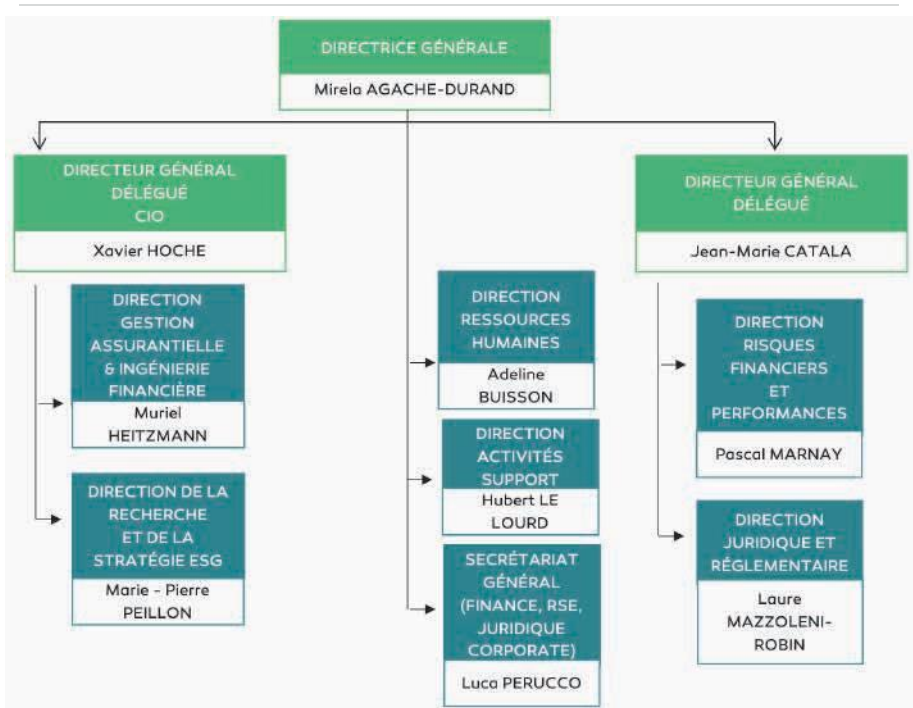 DIRECTRICE GÉNÉRALE
Mirela AGACHE-DURAND
DIRECTEUR GÉNÉRAL
DÉLÉGUÉ
CIO
Xavier HOCHE
DIRECTION
GESTION
ASSURANTIELLE
& INGÉNIERIE
FINANCIÈRE
Muriel
HEITZMANN
DIRECTION DE LA
RECHERCHE
ET DE LA
STRATÉGIE ESG
Marie - Pierre
PEILLON
DIRECTION
RESSOURCES
HUMAINES
Adeline
BUISSON
DIRECTION
ACTIVITÉS
SUPPORT
Hubert LE
LOURD
SECRÉTARIAT
GÉNÉRAL
(FINANCE, RSE,
JURIDIQUE
CORPORATE)
Luca PERUCCO
DIRECTEUR GÉNÉRAL
DÉLÉGUÉ
Jean-Marie CATALA
DIRECTION
RISQUES
FINANCIERS
ET
PERFORMANCES
Pascal MARNAY
DIRECTION
JURIDIQUE ET
RÉGLEMENTAIRE
Laure
MAZZOLENI-
ROBIN